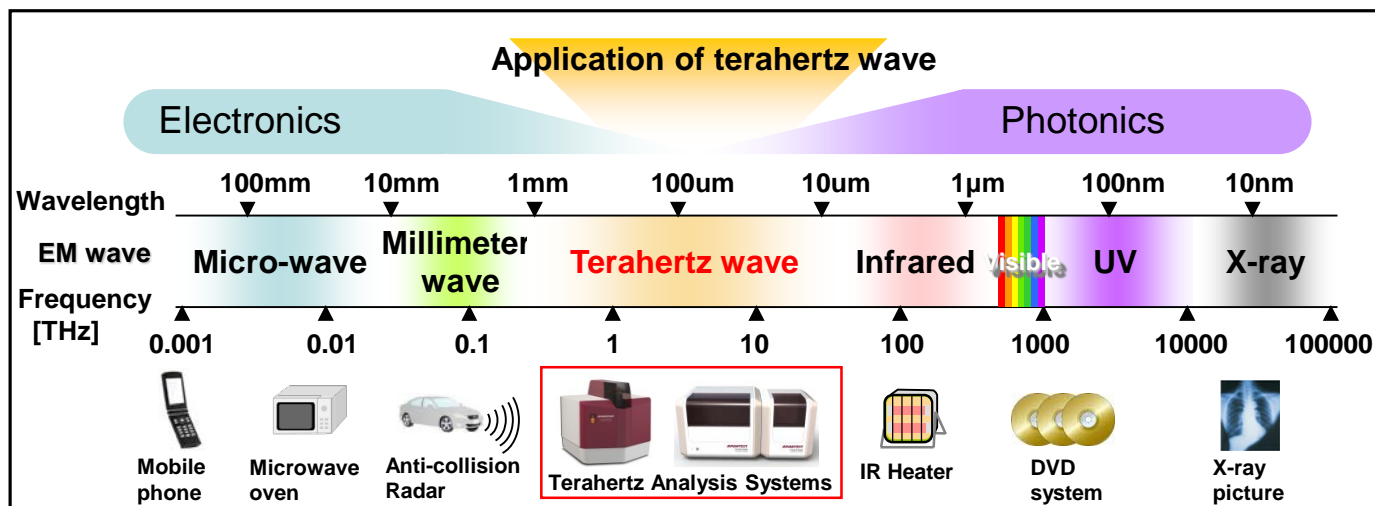 Application of terahertz wave
Electronics
Photonics
Wavelength
100mm 10mm 1mm 100um 10um 1µm 100nm 10nm
EM wave
Micro-wave
Millimeter
wave
Terahertz wave
Infrared
Visible
UV
X-ray
Frequency
[THz]
0.001 0.01 0.1 1 10 100 1000 10000 100000
Mobile
phone
Microwave
oven
Anti-collision
Radar
Terahertz Analysis Systems
IR Heater
DVD
system
X-ray
picture